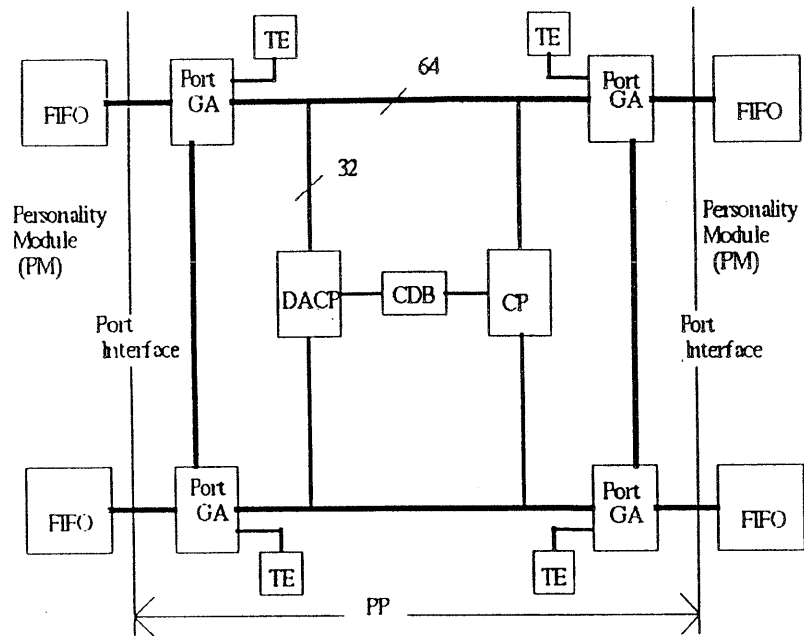 TE
TE
Port
GA
64
Port
GA
FIFO
FIFO
32
Personality
Module
(PM)
Personality
Module
(PM)
DACP
CDB
CP
Port
Interface
Port
Interface
Port
GA
Port
GA
FIFO
FIFO
TE
TE
PP